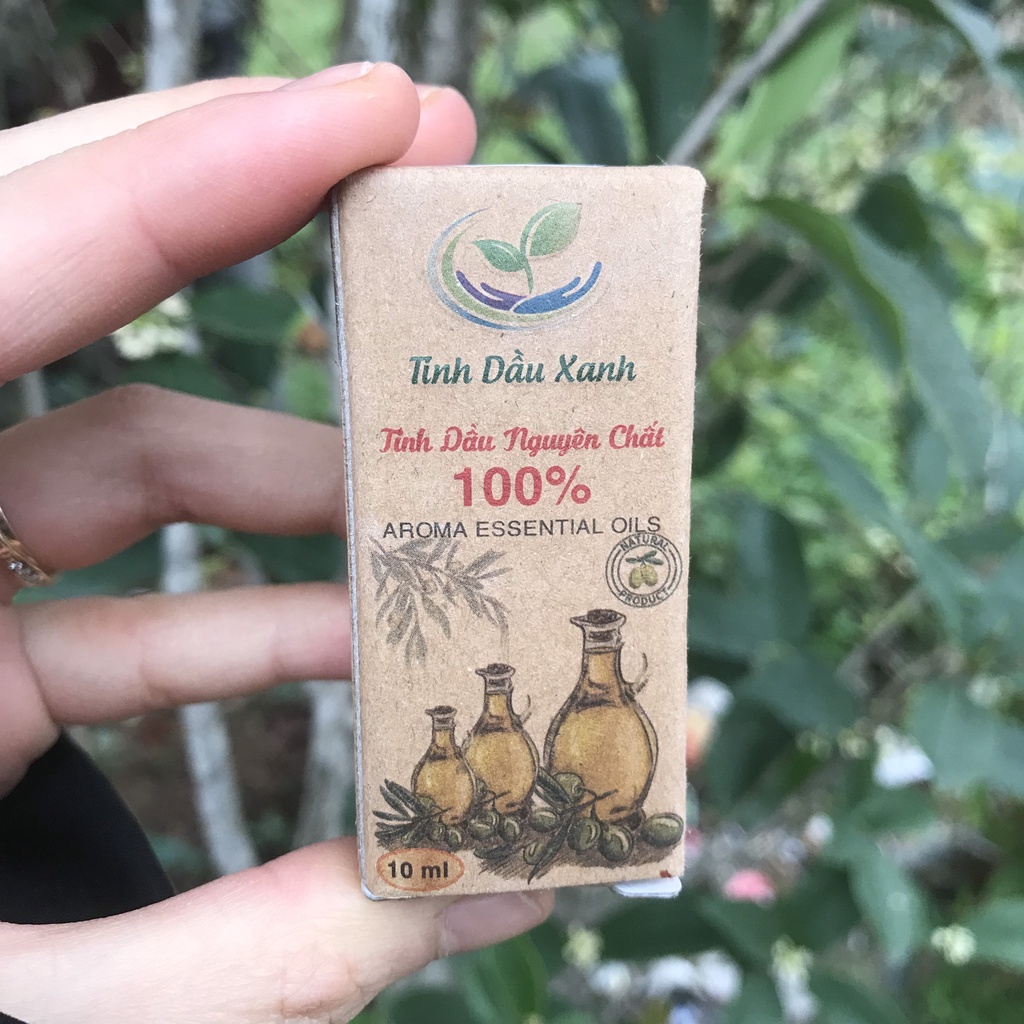 Tinh Dầu Xanh
Tinh Dầu Nguyên Chất
100%
AROMA ESSENTIAL OILS
NATURAL
PRODUCT
10 ml